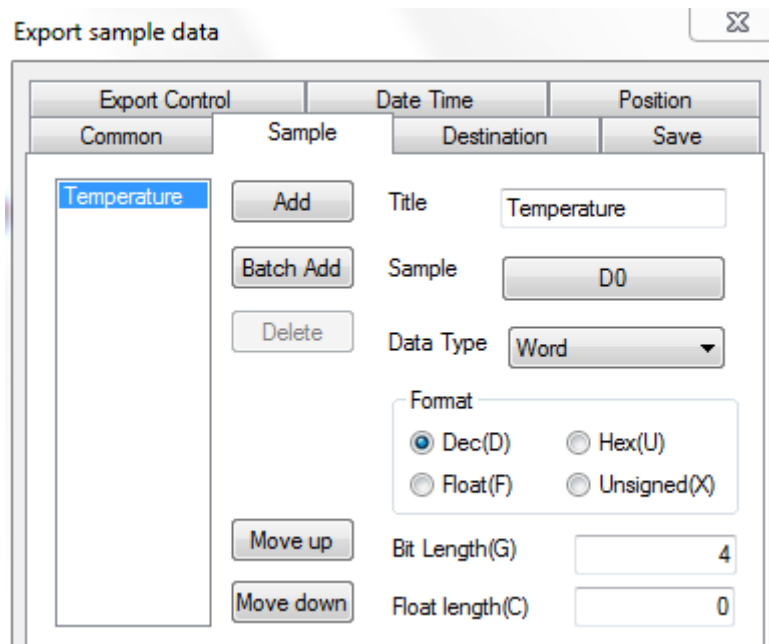 Export sample data
Export Control Date Time Position
Common Sample Destination Save
Temperature Add Title Temperature
Batch Add Sample D0
Delete Data Type Word
Format
Dec(D) Hex(U)
Float(F) Unsigned(X)
Move up Bit Length(G) 4
Move down Float length(C) 0